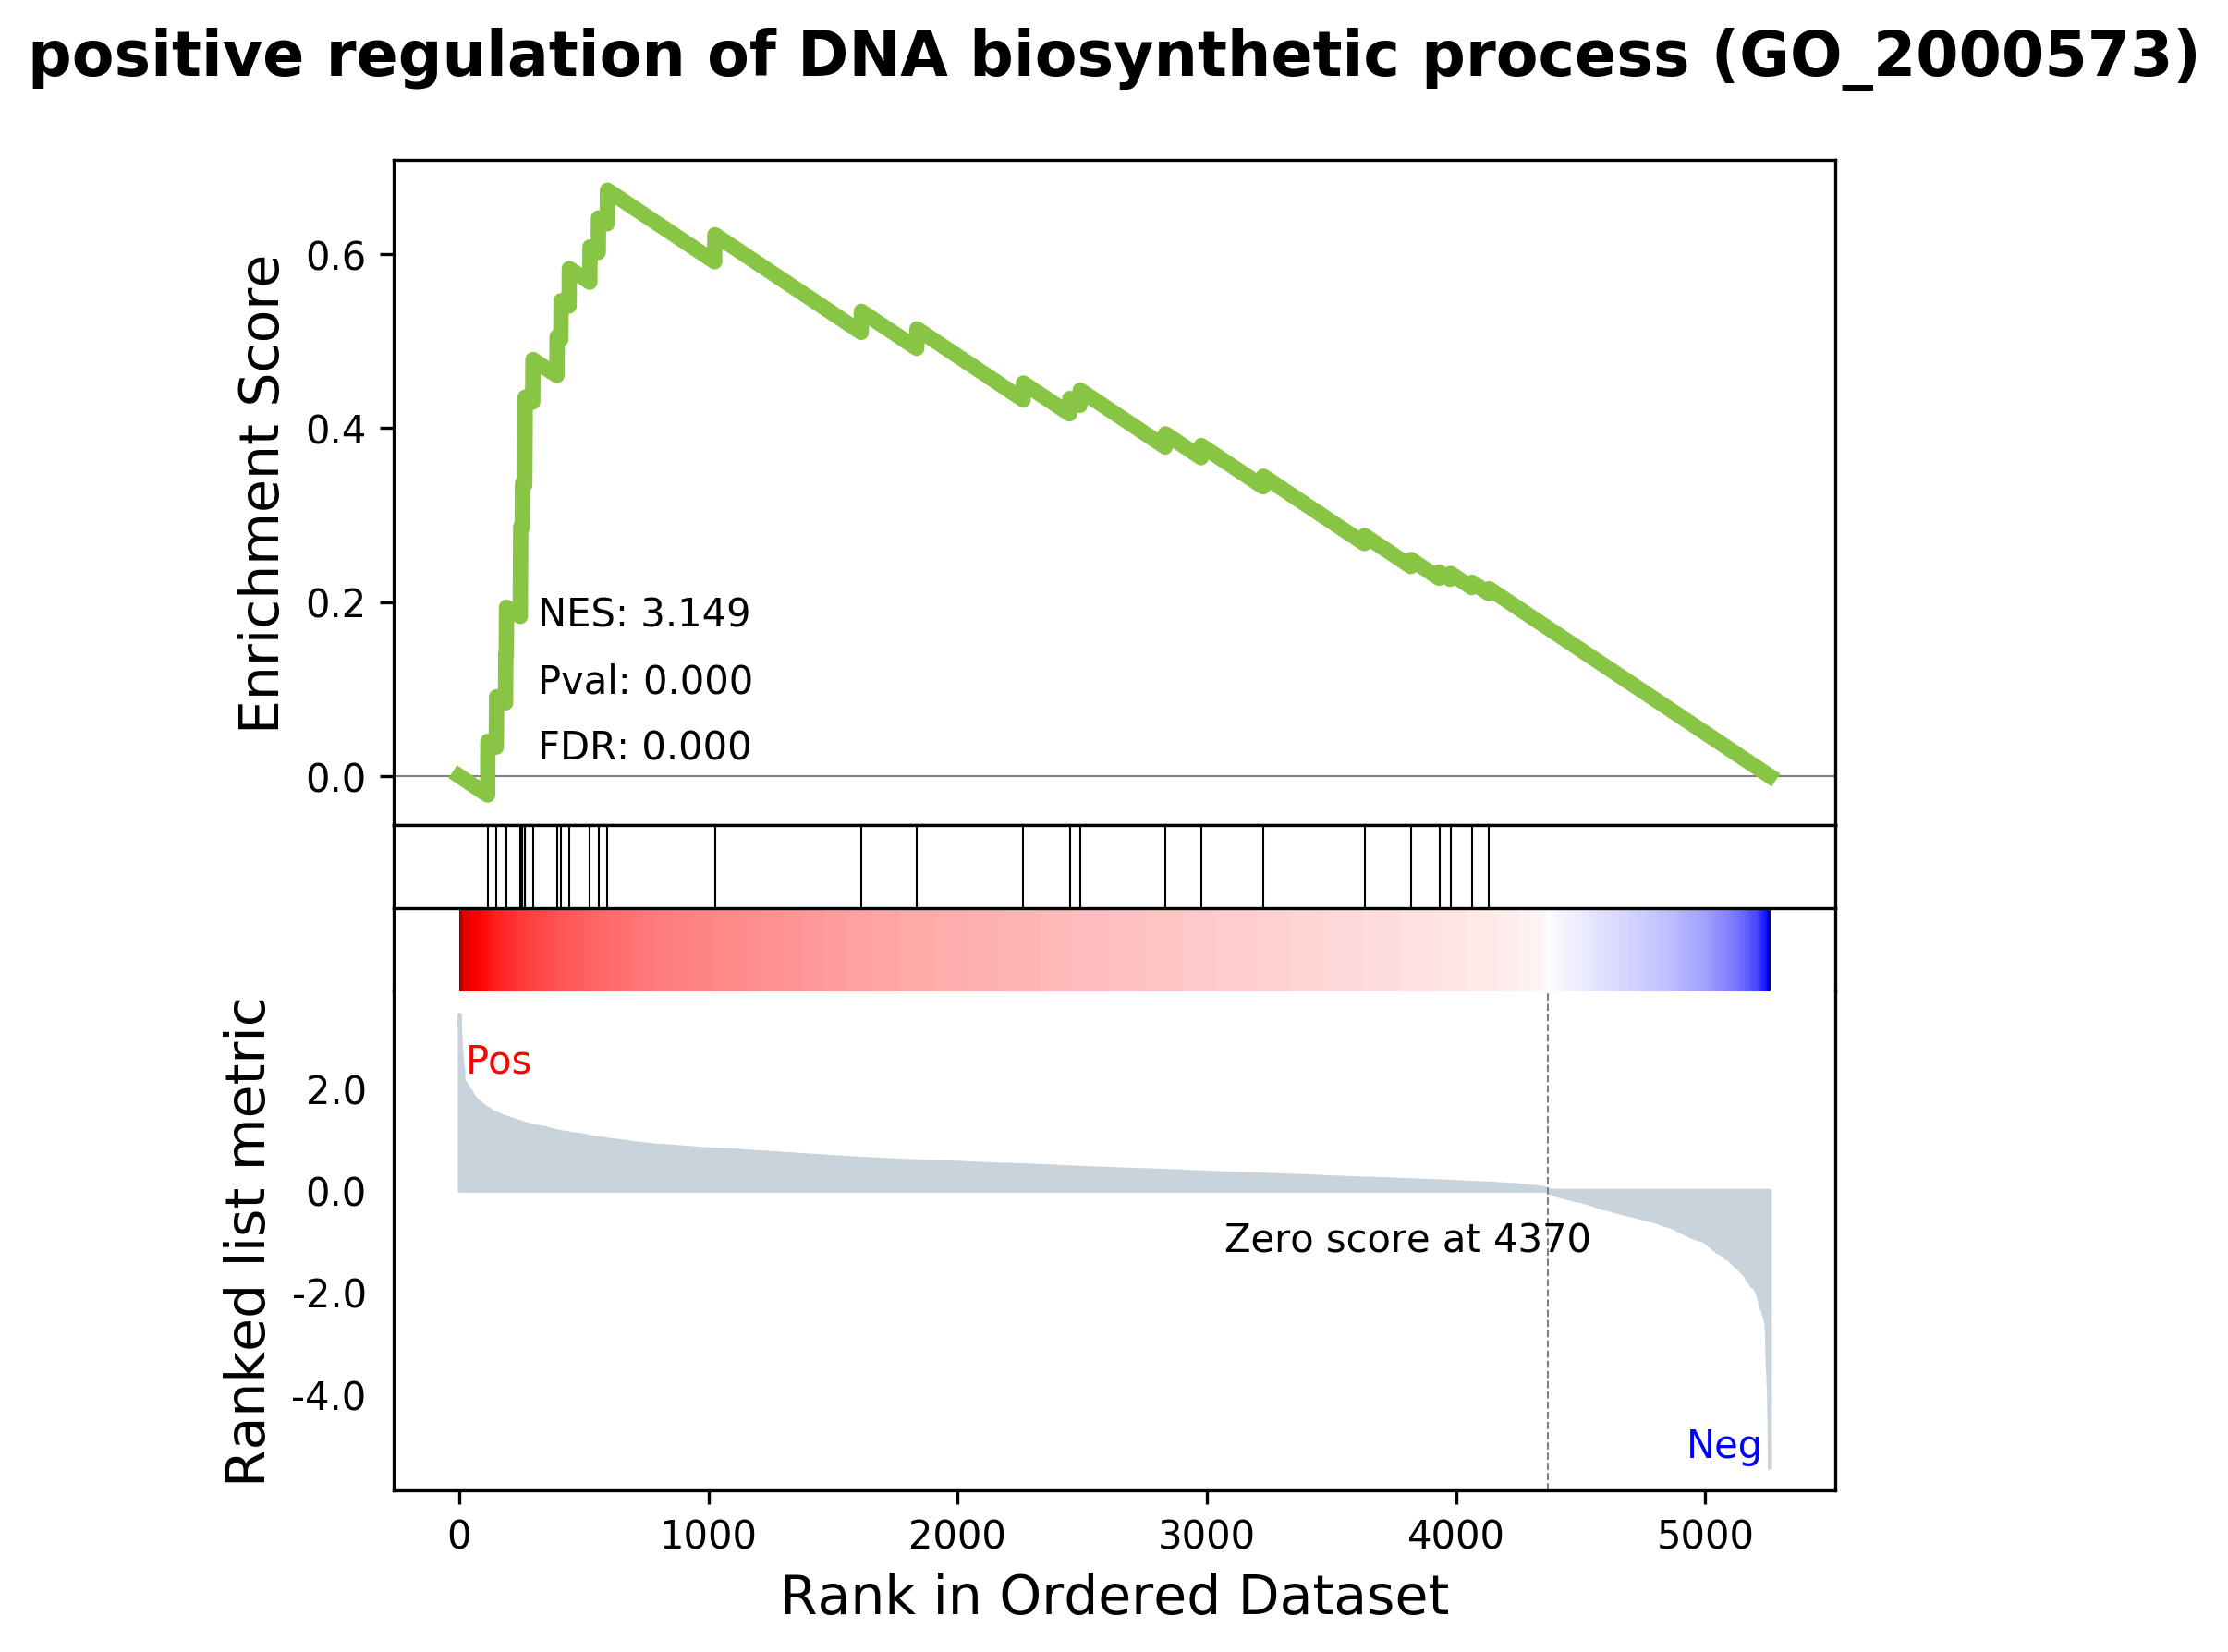 positive regulation of DNA biosynthetic process (GO_2000573)
Enrichment Score
0.6
0.4
0.2
0.0
NES: 3.149
Pval: 0.000
FDR: 0.000
Ranked list metric
Pos
2.0
0.0
-2.0
-4.0
Zero score at 4370
Neg
0 1000 2000 3000 4000 5000
Rank in Ordered Dataset